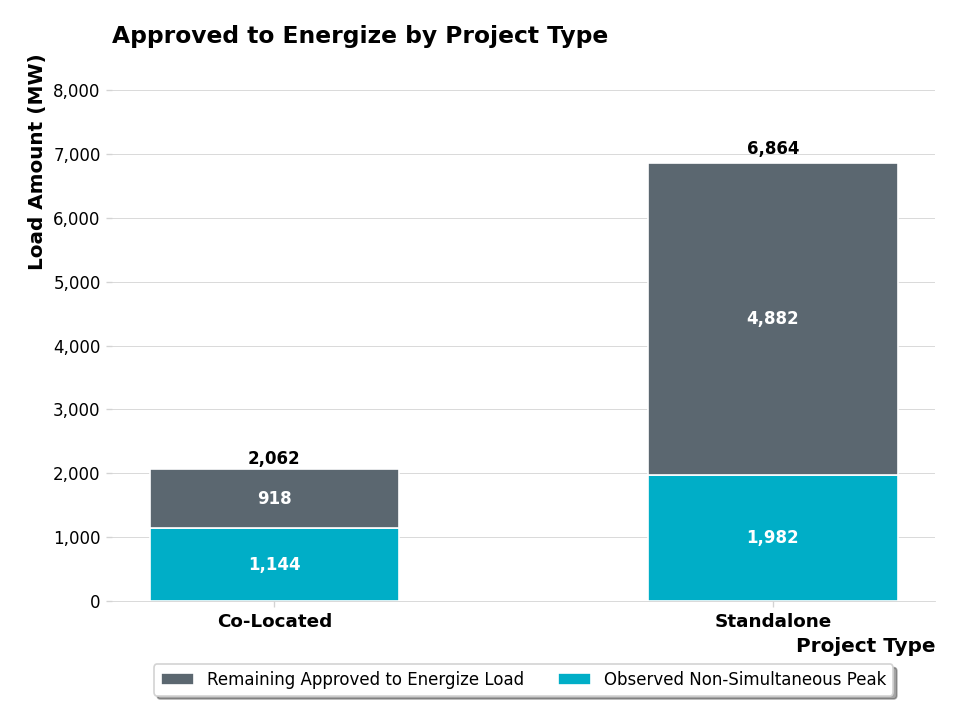 Approved to Energize by Project Type
Load Amount (MW)
8,000
7,000
6,000
5,000
4,000
3,000
2,000
1,000
0
2,062
918
1,144
6,864
4,882
1,982
Co-Located
Standalone
Project Type
Remaining Approved to Energize Load
Observed Non-Simultaneous Peak